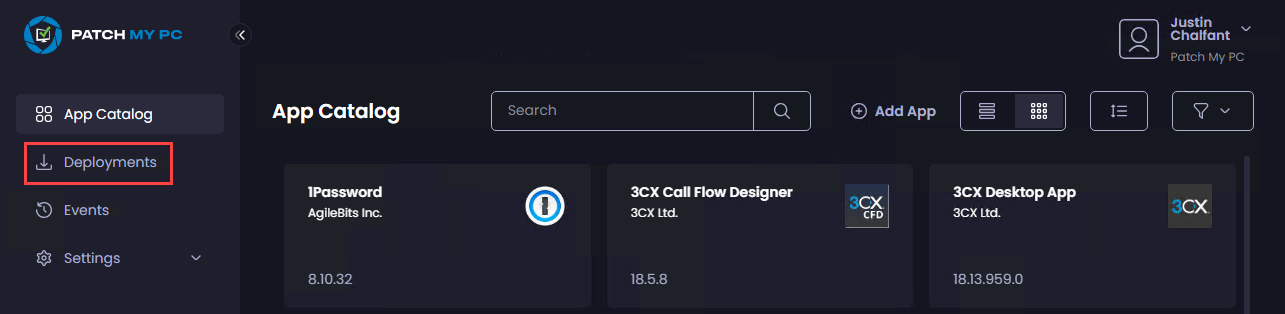 PATCH MY PC
Justin
Chalfant
Patch My PC
App Catalog
Deployments
Events
Settings
App Catalog
Search
Add App
1Password
AgileBits Inc.
8.10.32
3CX Call Flow Designer
3CX Ltd.
3CX
CFD
18.5.8
3CX Desktop App
3CX Ltd.
3CX
18.13.959.0